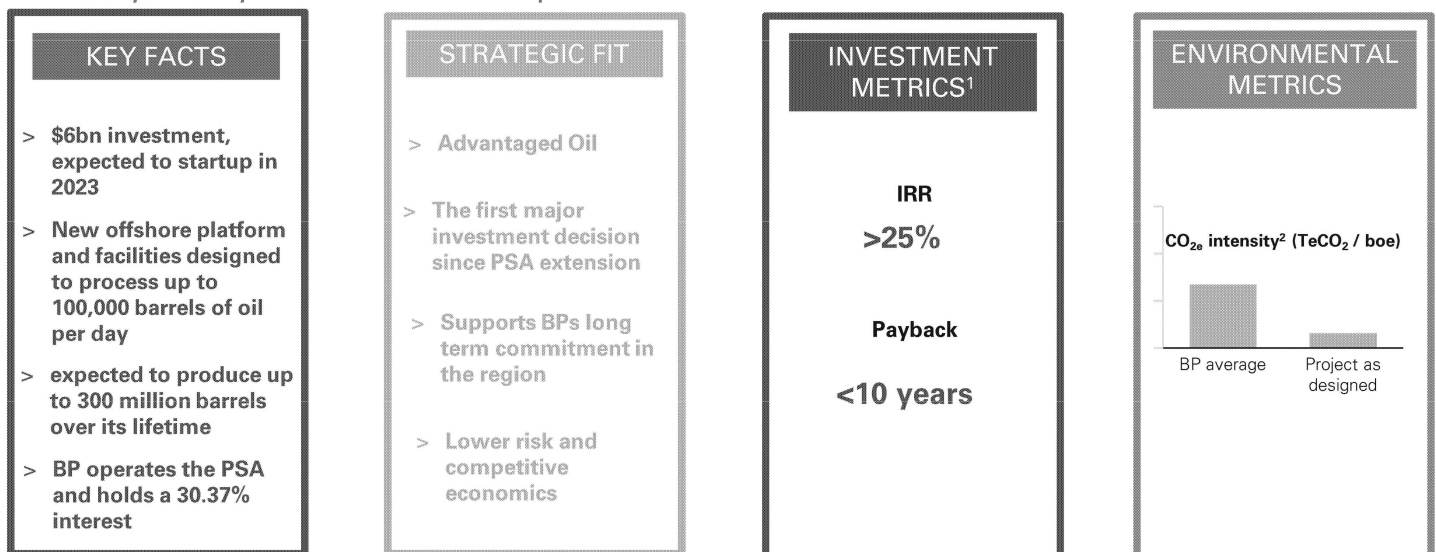 KEY FACTS
> $6bn investment,
expected to startup in
2023
> New offshore platform
and facilities designed
to process up to
100,000 barrels of oil
per day
> expected to produce up
to 300 million barrels
over its lifetime
> BP operates the PSA
and holds a 30.37%
interest
STRATEGIC FIT
> Advantaged Oil
> The first major
investment decision
since PSA extension
> Supports BPs long
term commitment in
the region
> Lower risk and
competitive
economics
INVESTMENT
METRICS¹
IRR
>25%
Payback
<10 years
ENVIRONMENTAL
METRICS
CO₂ₑ intensity² (TeCO₂ / boe)
BP average
Project as
designed